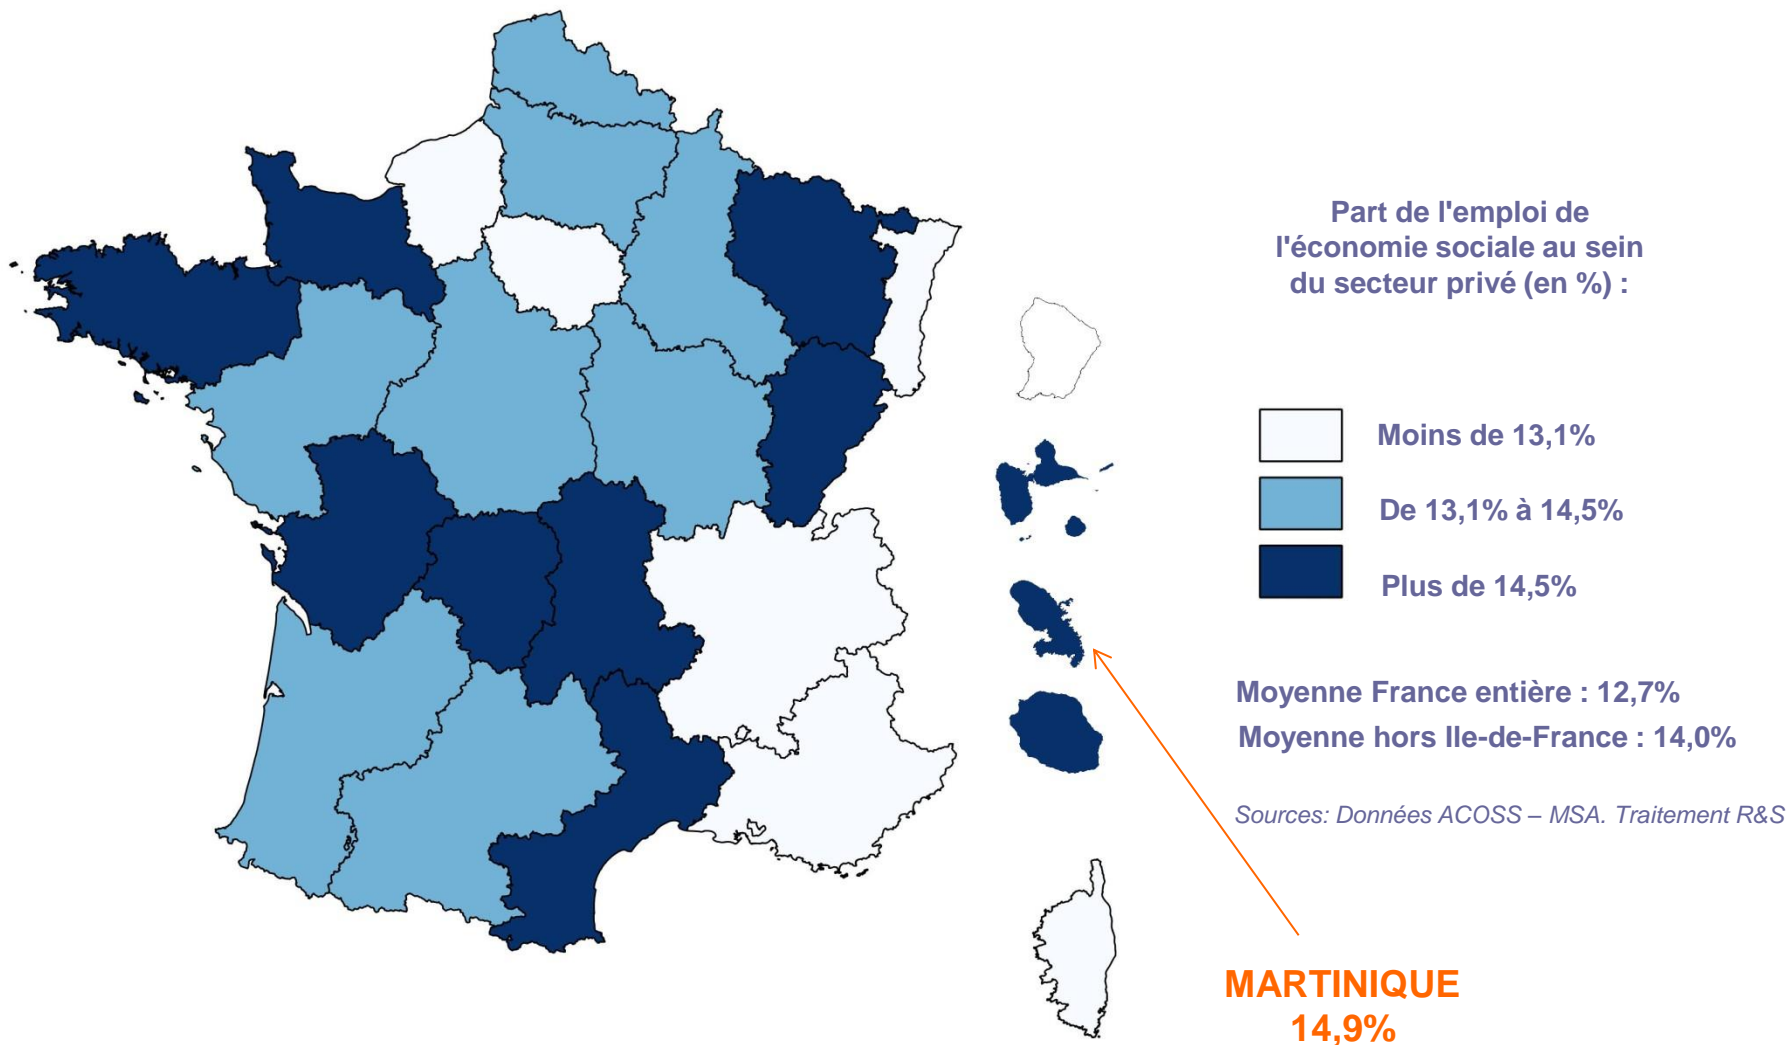 Part de l'emploi de
l'économie sociale au sein
du secteur privé (en %) :
Moins de 13,1%
De 13,1% à 14,5%
Plus de 14,5%
Moyenne France entière : 12,7%
Moyenne hors Ile-de-France : 14,0%
Sources: Données ACOSS – MSA. Traitement R&S
MARTINIQUE
14,9%